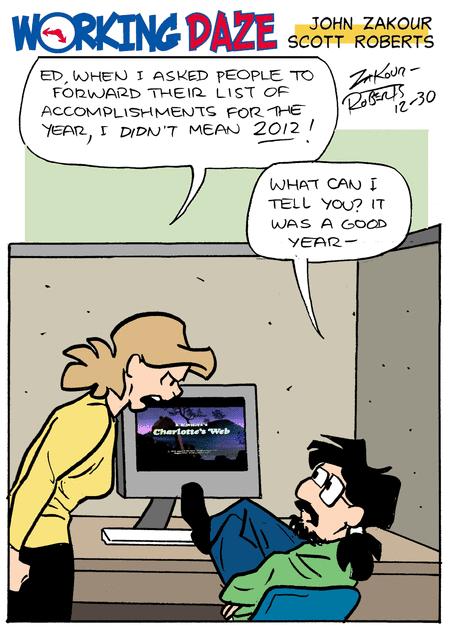 WORKING DAZE
JOHN ZAKOUR
SCOTT ROBERTS
ZAKOUR-
ROBERTS
12-30
ED, WHEN I ASKED PEOPLE TO
FORWARD THEIR LIST OF
ACCOMPLISHMENTS FOR THE
YEAR, I DIDN'T MEAN 2012!
WHAT CAN I
TELL YOU? IT
WAS A GOOD
YEAR—
Charlotte's Web